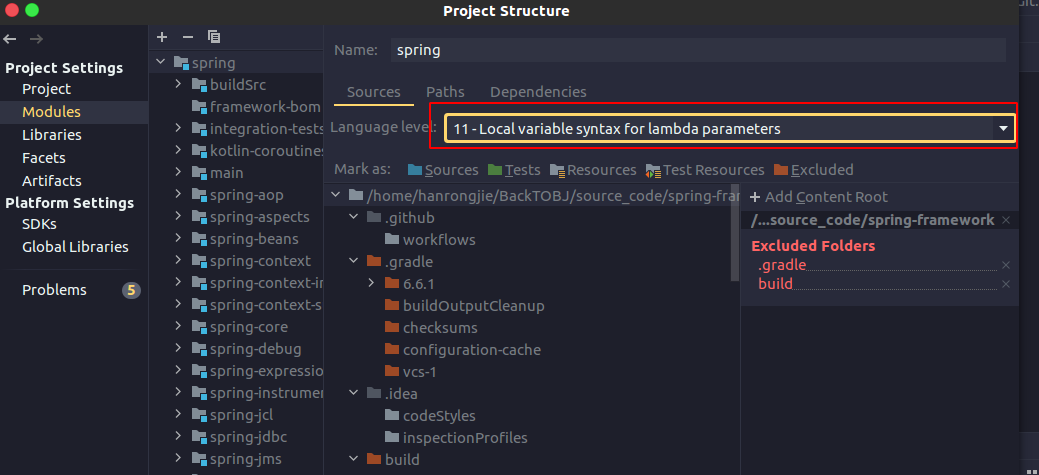 Project Structure
Project Settings
Project
Modules
Libraries
Facets
Artifacts
Platform Settings
SDKs
Global Libraries
Problems 5
spring
buildSrc
framework-bom
integration-tests
kotlin-coroutines
main
spring-aop
spring-aspects
spring-beans
spring-context
spring-context-in
spring-context-s
spring-core
spring-debug
spring-expressio
spring-instrumen
spring-jcl
spring-jdbc
spring-jms
Name: spring
Sources Paths Dependencies
Language level: 11 - Local variable syntax for lambda parameters
Mark as: Sources Tests Resources Test Resources Excluded
/home/hanrongjie/BackTOBJ/source_code/spring-fram
.github
workflows
.gradle
6.6.1
buildOutputCleanup
checksums
configuration-cache
vcs-1
.idea
codeStyles
inspectionProfiles
build
+ Add Content Root
/...source_code/spring-framework
Excluded Folders
.gradle
build